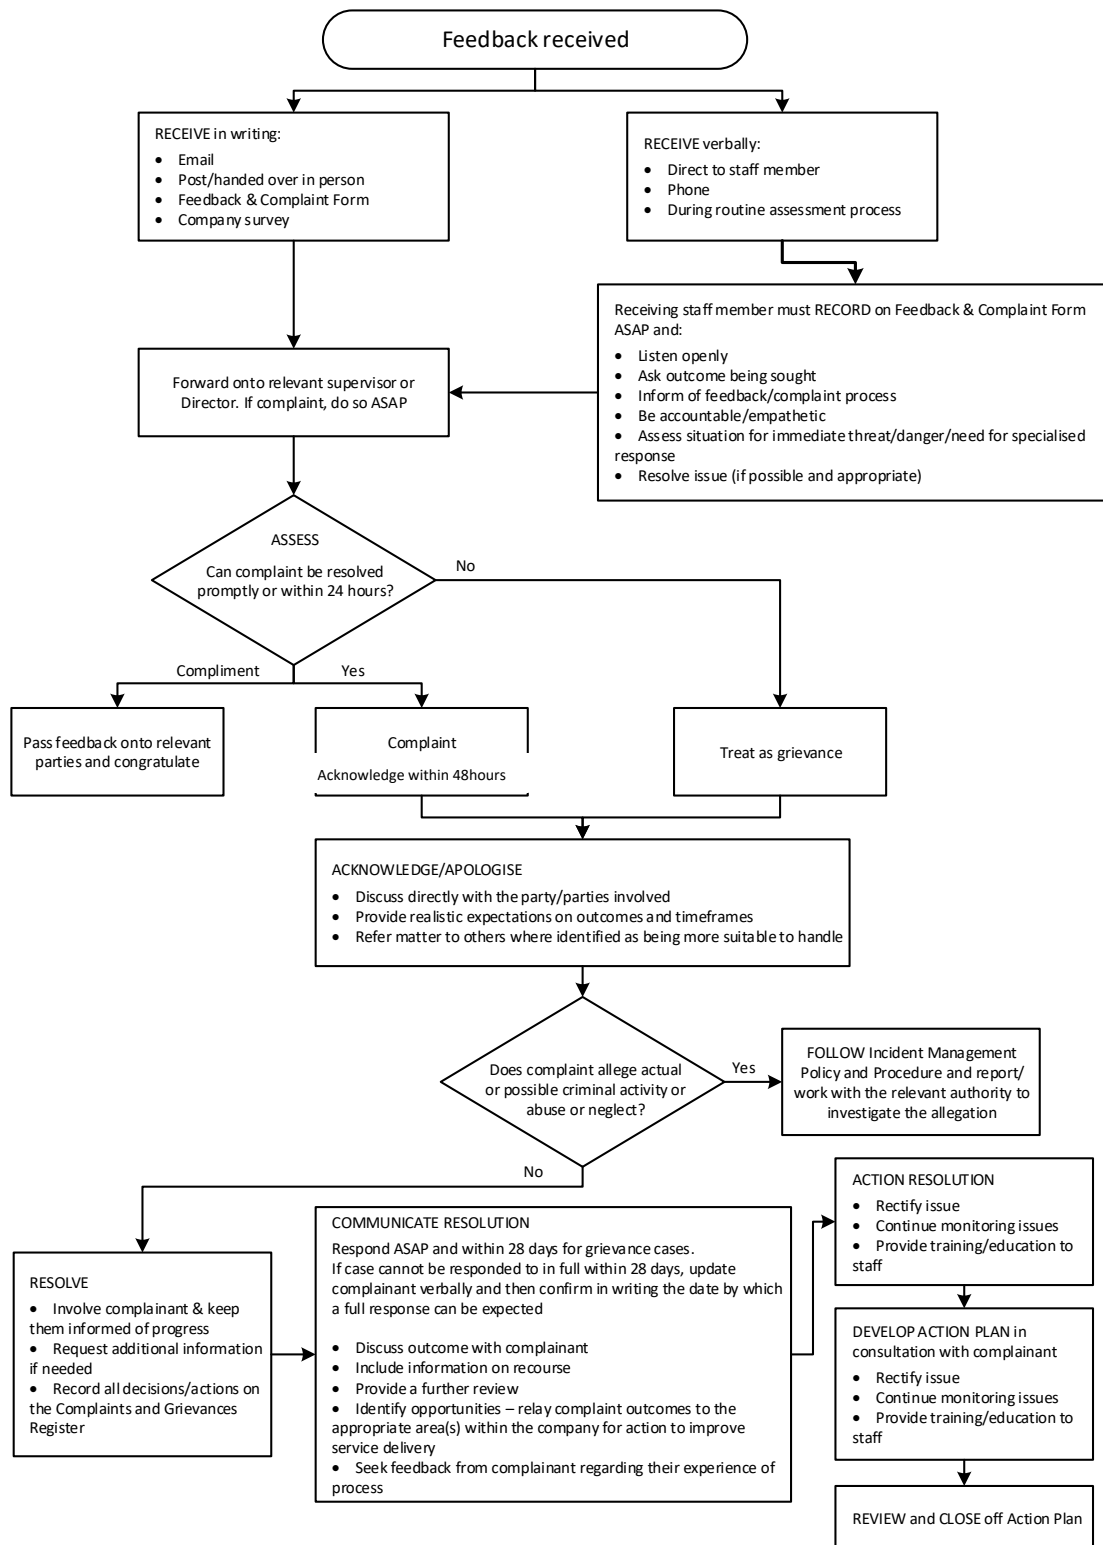 Feedback received
RECEIVE in writing:
• Email
• Post/handed over in person
• Feedback & Complaint Form
• Company survey
RECEIVE verbally:
• Direct to staff member
• Phone
• During routine assessment process
Receiving staff member must RECORD on Feedback & Complaint Form
ASAP and:
• Listen openly
• Ask outcome being sought
• Inform of feedback/complaint process
• Be accountable/empathetic
• Assess situation for immediate threat/danger/need for specialised
response
• Resolve issue (if possible and appropriate)
Forward onto relevant supervisor or
Director. If complaint, do so ASAP
ASSESS
Can complaint be resolved
promptly or within 24 hours?
No
Compliment
Yes
Pass feedback onto relevant
parties and congratulate
Complaint
Acknowledge within 48hours
Treat as grievance
ACKNOWLEDGE/APOLOGISE
• Discuss directly with the party/parties involved
• Provide realistic expectations on outcomes and timeframes
• Refer matter to others where identified as being more suitable to handle
Does complaint allege actual
or possible criminal activity or
abuse or neglect?
Yes
FOLLOW Incident Management
Policy and Procedure and report/
work with the relevant authority to
investigate the allegation
No
RESOLVE
• Involve complainant & keep
them informed of progress
• Request additional information
if needed
• Record all decisions/actions on
the Complaints and Grievances
Register
COMMUNICATE RESOLUTION
Respond ASAP and within 28 days for grievance cases.
If case cannot be responded to in full within 28 days, update
complainant verbally and then confirm in writing the date by which
a full response can be expected
• Discuss outcome with complainant
• Include information on recourse
• Provide a further review
• Identify opportunities – relay complaint outcomes to the
appropriate area(s) within the company for action to improve
service delivery
• Seek feedback from complainant regarding their experience of
process
ACTION RESOLUTION
• Rectify issue
• Continue monitoring issues
• Provide training/education to
staff
DEVELOP ACTION PLAN in
consultation with complainant
• Rectify issue
• Continue monitoring issues
• Provide training/education to
staff
REVIEW and CLOSE off Action Plan